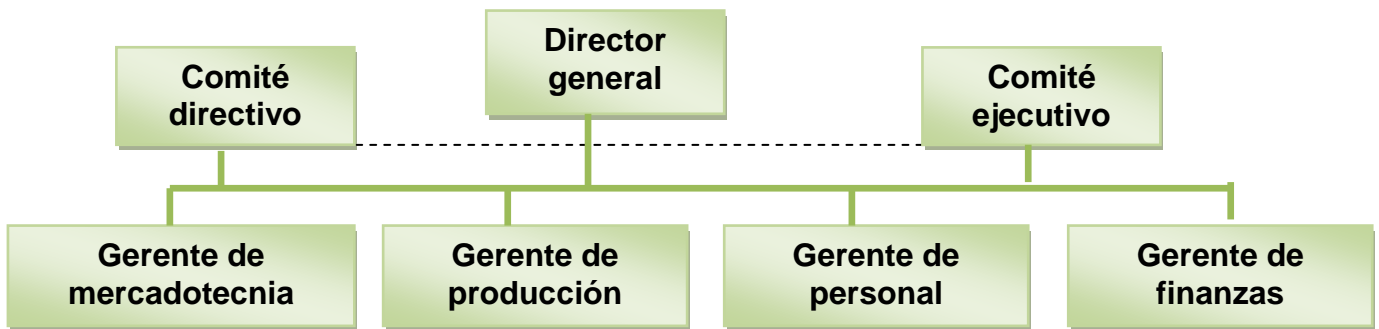 Director
general
Comité
directivo
Comité
ejecutivo
Gerente de
mercadotecnia
Gerente de
producción
Gerente de
personal
Gerente de
finanzas